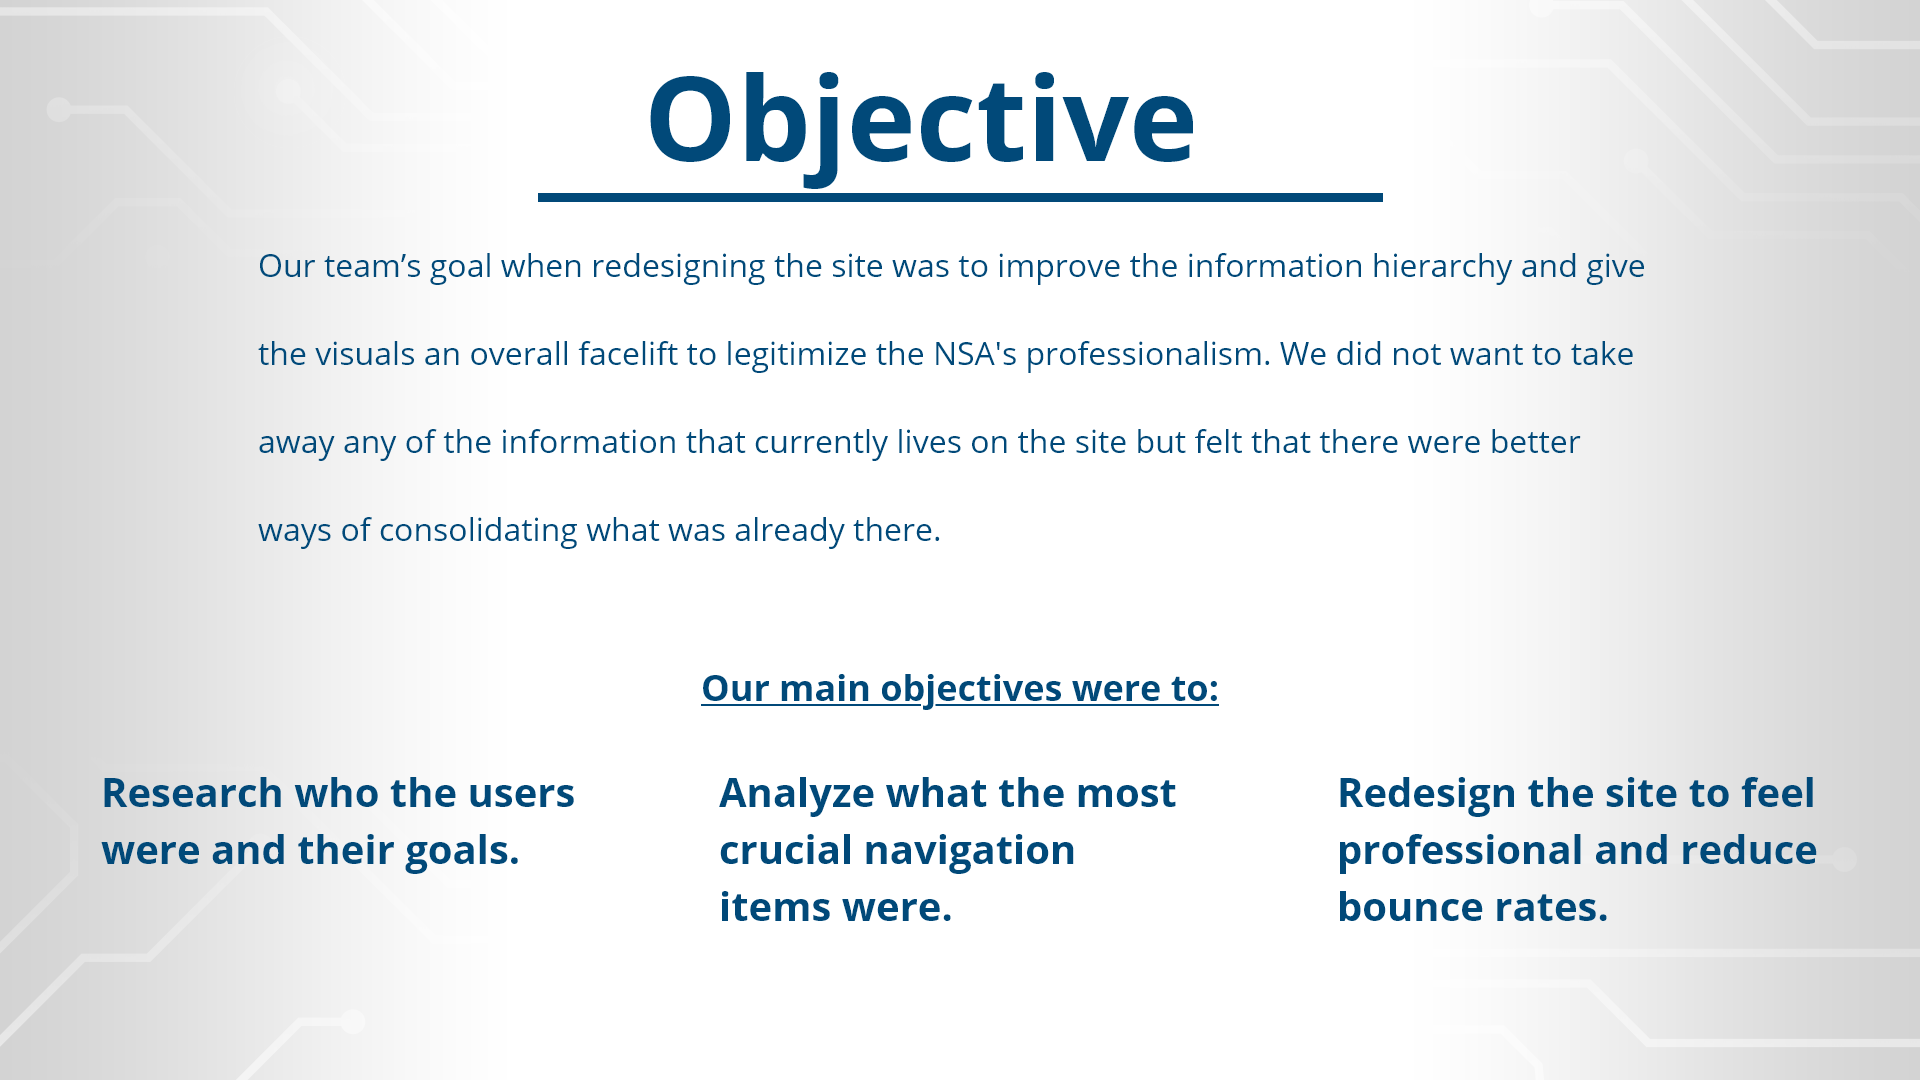 Objective
Our team’s goal when redesigning the site was to improve the information hierarchy and give
the visuals an overall facelift to legitimize the NSA's professionalism. We did not want to take
away any of the information that currently lives on the site but felt that there were better
ways of consolidating what was already there.
Our main objectives were to:
Research who the users
were and their goals.
Analyze what the most
crucial navigation
items were.
Redesign the site to feel
professional and reduce
bounce rates.